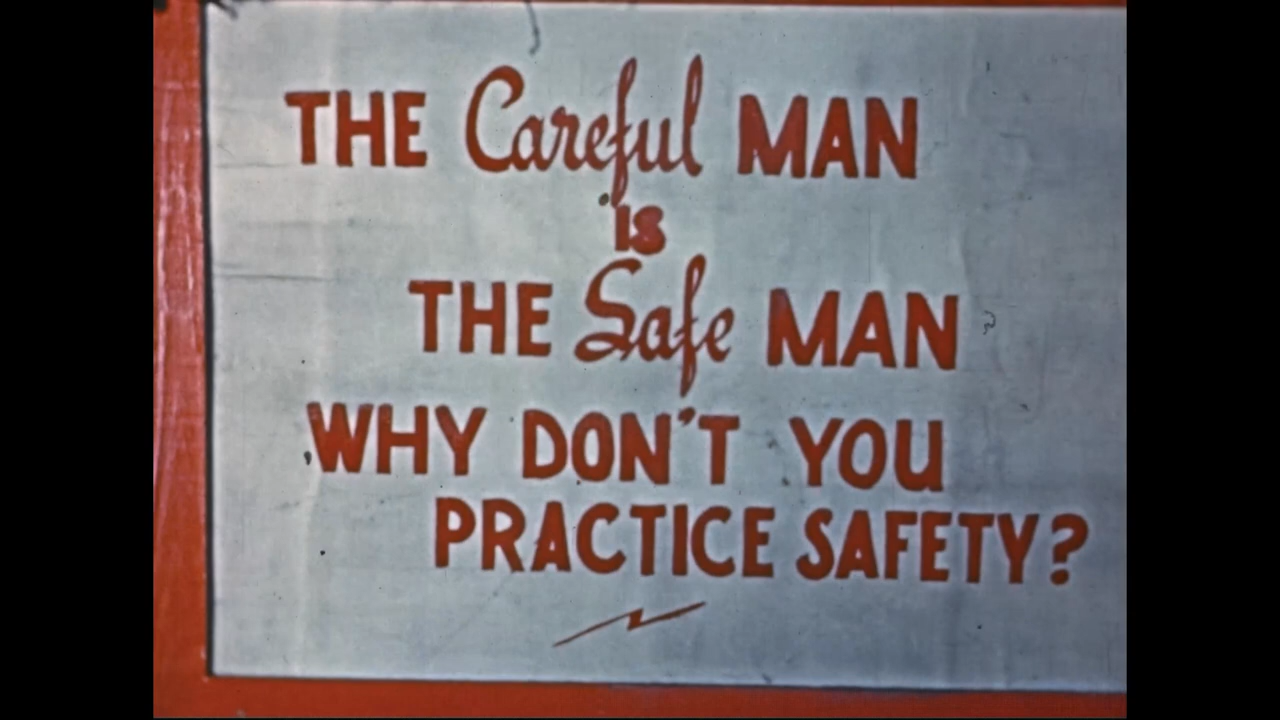 THE Careful MAN
IS
THE Safe MAN
WHY DON'T YOU
PRACTICE SAFETY?